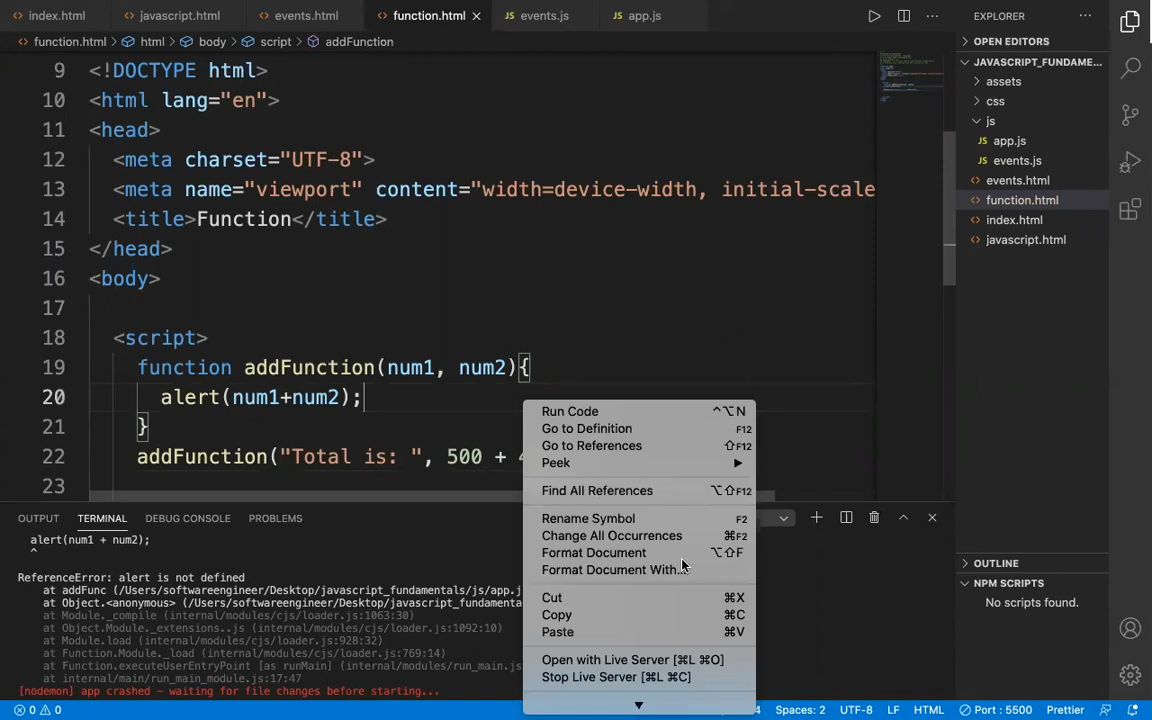 index.html javascript.html events.html function.html events.js app.js EXPLORER
function.html html body script addFunction
OPEN EDITORS
JAVASCRIPT_FUNDAME...
assets
css
js
app.js
events.js
events.html
function.html
index.html
javascript.html
9 <!DOCTYPE html>
10 <html lang="en">
11 <head>
12 <meta charset="UTF-8">
13 <meta name="viewport" content="width=device-width, initial-scale
14 <title>Function</title>
15 </head>
16 <body>
17
18 <script>
19 function addFunction(num1, num2){
20 alert(num1+num2);
21 }
22 addFunction("Total is: ", 500 +
23
Run Code ^⌥N
Go to Definition F12
Go to References ⇧F12
Peek
Find All References ⌥⇧F12
Rename Symbol F2
Change All Occurrences ⌘F2
Format Document ⌥⇧F
Format Document With...
Cut ⌘X
Copy ⌘C
Paste ⌘V
Open with Live Server [⌘L ⌘O]
Stop Live Server [⌘L ⌘C]
OUTPUT TERMINAL DEBUG CONSOLE PROBLEMS
alert(num1 + num2);
^
ReferenceError: alert is not defined
at addFunc (/Users/softwareengineer/Desktop/javascript_fundamentals/js/app.j
at Object.<anonymous> (/Users/softwareengineer/Desktop/javascript_fundamenta
at Module._compile (internal/modules/cjs/loader.js:1063:30)
at Object.Module._extensions..js (internal/modules/cjs/loader.js:1092:10)
at Module.load (internal/modules/cjs/loader.js:928:32)
at Function.Module._load (internal/modules/cjs/loader.js:769:14)
at Function.executeUserEntryPoint [as runMain] (internal/modules/run_main.js
at internal/main/run_main_module.js:17:47
[nodemon] app crashed - waiting for file changes before starting...
OUTLINE
NPM SCRIPTS
No scripts found.
0 0 4 Spaces: 2 UTF-8 LF HTML Port : 5500 Prettier